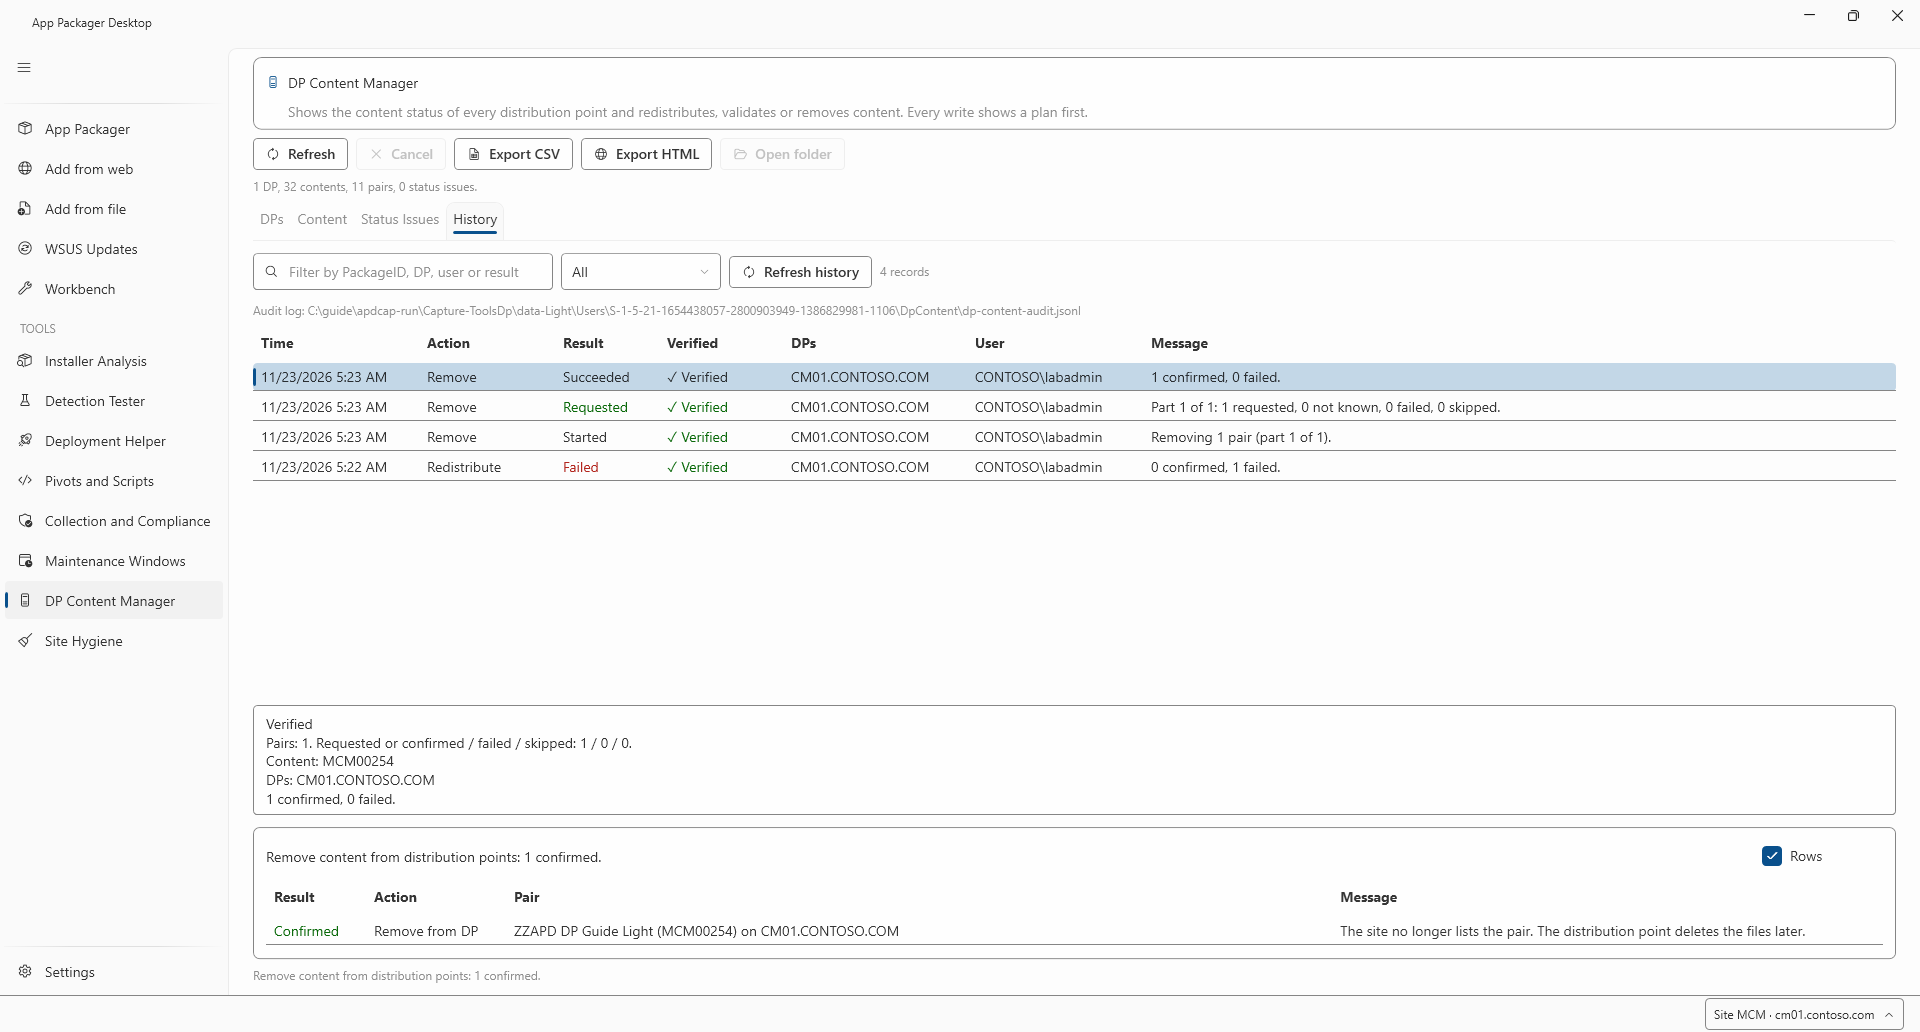 App Packager Desktop
App Packager
Add from web
Add from file
WSUS Updates
Workbench
TOOLS
Installer Analysis
Detection Tester
Deployment Helper
Pivots and Scripts
Collection and Compliance
Maintenance Windows
DP Content Manager
Site Hygiene
Settings
DP Content Manager
Shows the content status of every distribution point and redistributes, validates or removes content. Every write shows a plan first.
Refresh Cancel Export CSV Export HTML Open folder
1 DP, 32 contents, 11 pairs, 0 status issues.
DPs Content Status Issues History
Filter by PackageID, DP, user or result All Refresh history 4 records
Audit log: C:\guide\apdcap-run\Capture-ToolsDp\data-Light\Users\S-1-5-21-1654438057-2800903949-1386829981-1106\DpContent\dp-content-audit.jsonl
Time Action Result Verified DPs User Message
11/23/2026 5:23 AM Remove Succeeded ✓ Verified CM01.CONTOSO.COM CONTOSO\labadmin 1 confirmed, 0 failed.
11/23/2026 5:23 AM Remove Requested ✓ Verified CM01.CONTOSO.COM CONTOSO\labadmin Part 1 of 1: 1 requested, 0 not known, 0 failed, 0 skipped.
11/23/2026 5:23 AM Remove Started ✓ Verified CM01.CONTOSO.COM CONTOSO\labadmin Removing 1 pair (part 1 of 1).
11/23/2026 5:22 AM Redistribute Failed ✓ Verified CM01.CONTOSO.COM CONTOSO\labadmin 0 confirmed, 1 failed.
Verified
Pairs: 1. Requested or confirmed / failed / skipped: 1 / 0 / 0.
Content: MCM00254
DPs: CM01.CONTOSO.COM
1 confirmed, 0 failed.
Remove content from distribution points: 1 confirmed. Rows
Result Action Pair Message
Confirmed Remove from DP ZZAPD DP Guide Light (MCM00254) on CM01.CONTOSO.COM The site no longer lists the pair. The distribution point deletes the files later.
Remove content from distribution points: 1 confirmed.
Site MCM · cm01.contoso.com